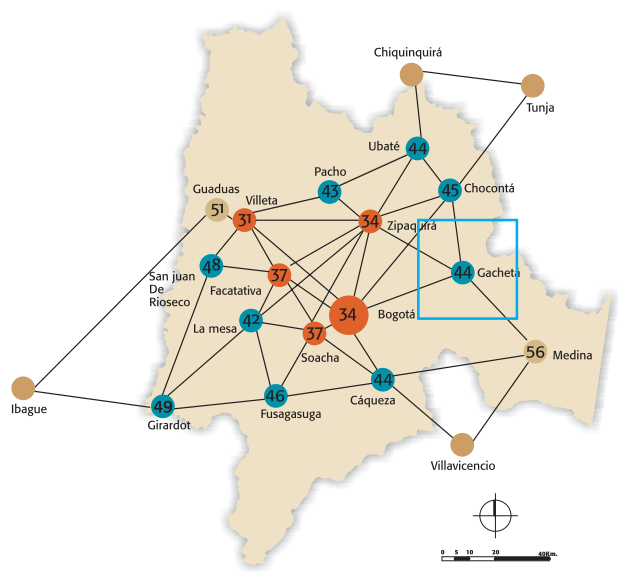 Chiquinquirá
Tunja
Ubaté
44
Pacho
43
45
Chocontá
Guaduas
51
Villeta
31
34
Zipaquirá
48
San juan
De
Rioseco
37
Facatativa
44
Gachetá
42
La mesa
37
Soacha
34
Bogotá
56
Medina
44
Cáqueza
46
Fusagasuga
49
Girardot
Ibague
Villavicencio
0 5 10 20 40Km.